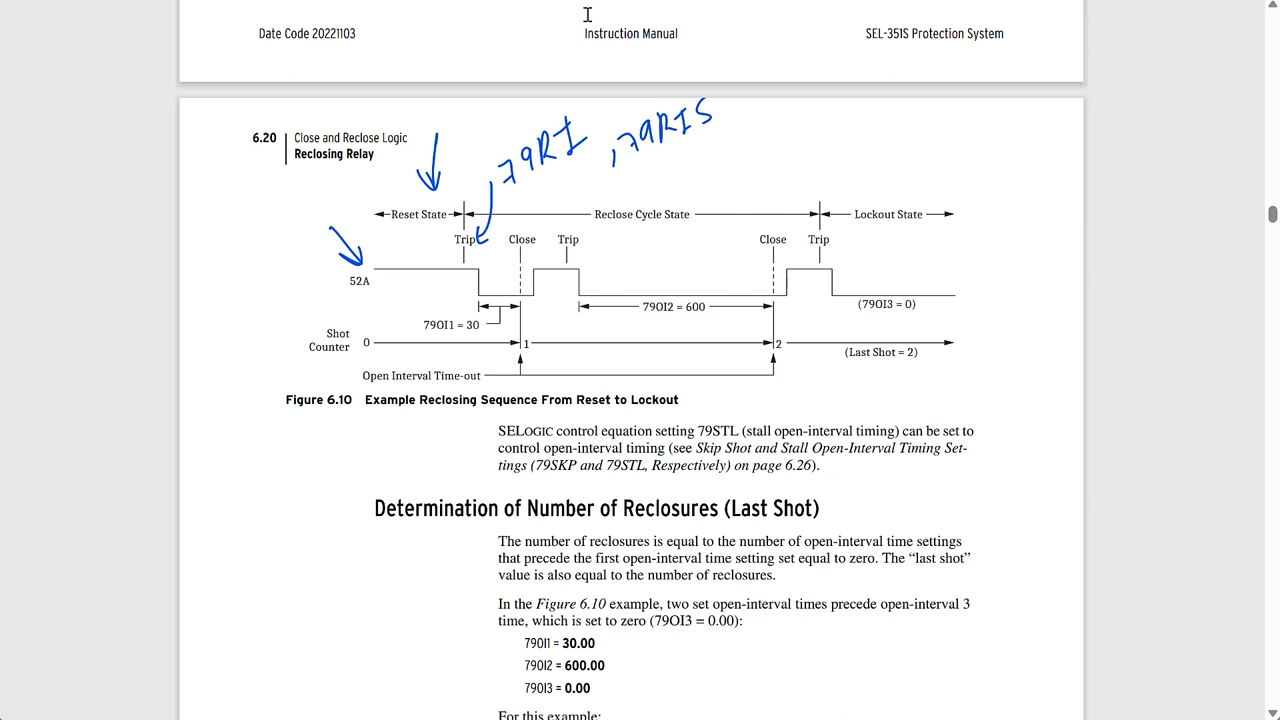 Date Code 20221103 Instruction Manual SEL-351S Protection System
6.20 Close and Reclose Logic
Reclosing Relay
79RI , 79RIS
Reset State Reclose Cycle State Lockout State
Trip Close Trip Close Trip
52A
79OI1 = 30 79OI2 = 600 (79OI3 = 0)
Shot
Counter 0 1 2 (Last Shot = 2)
Open Interval Time-out
Figure 6.10 Example Reclosing Sequence From Reset to Lockout
SELOGIC control equation setting 79STL (stall open-interval timing) can be set to
control open-interval timing (see Skip Shot and Stall Open-Interval Timing Set-
tings (79SKP and 79STL, Respectively) on page 6.26).
Determination of Number of Reclosures (Last Shot)
The number of reclosures is equal to the number of open-interval time settings
that precede the first open-interval time setting set equal to zero. The “last shot”
value is also equal to the number of reclosures.
In the Figure 6.10 example, two set open-interval times precede open-interval 3
time, which is set to zero (79OI3 = 0.00):
79OI1 = 30.00
79OI2 = 600.00
79OI3 = 0.00
For this example: